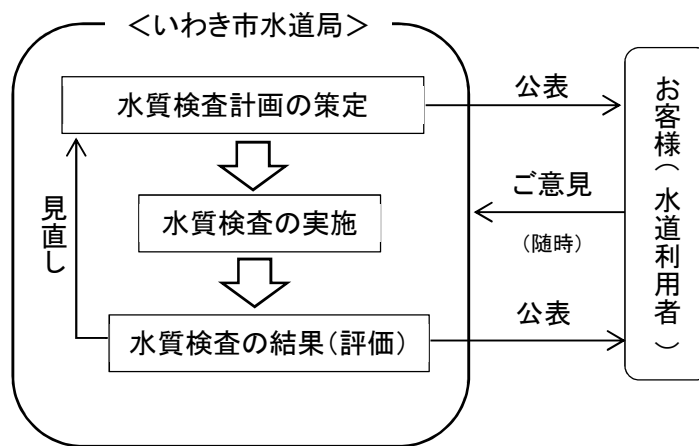 ＜いわき市水道局＞
水質検査計画の策定
公表
お客様（水道利用者）
見直し
水質検査の実施
ご意見
（随時）
水質検査の結果（評価）
公表